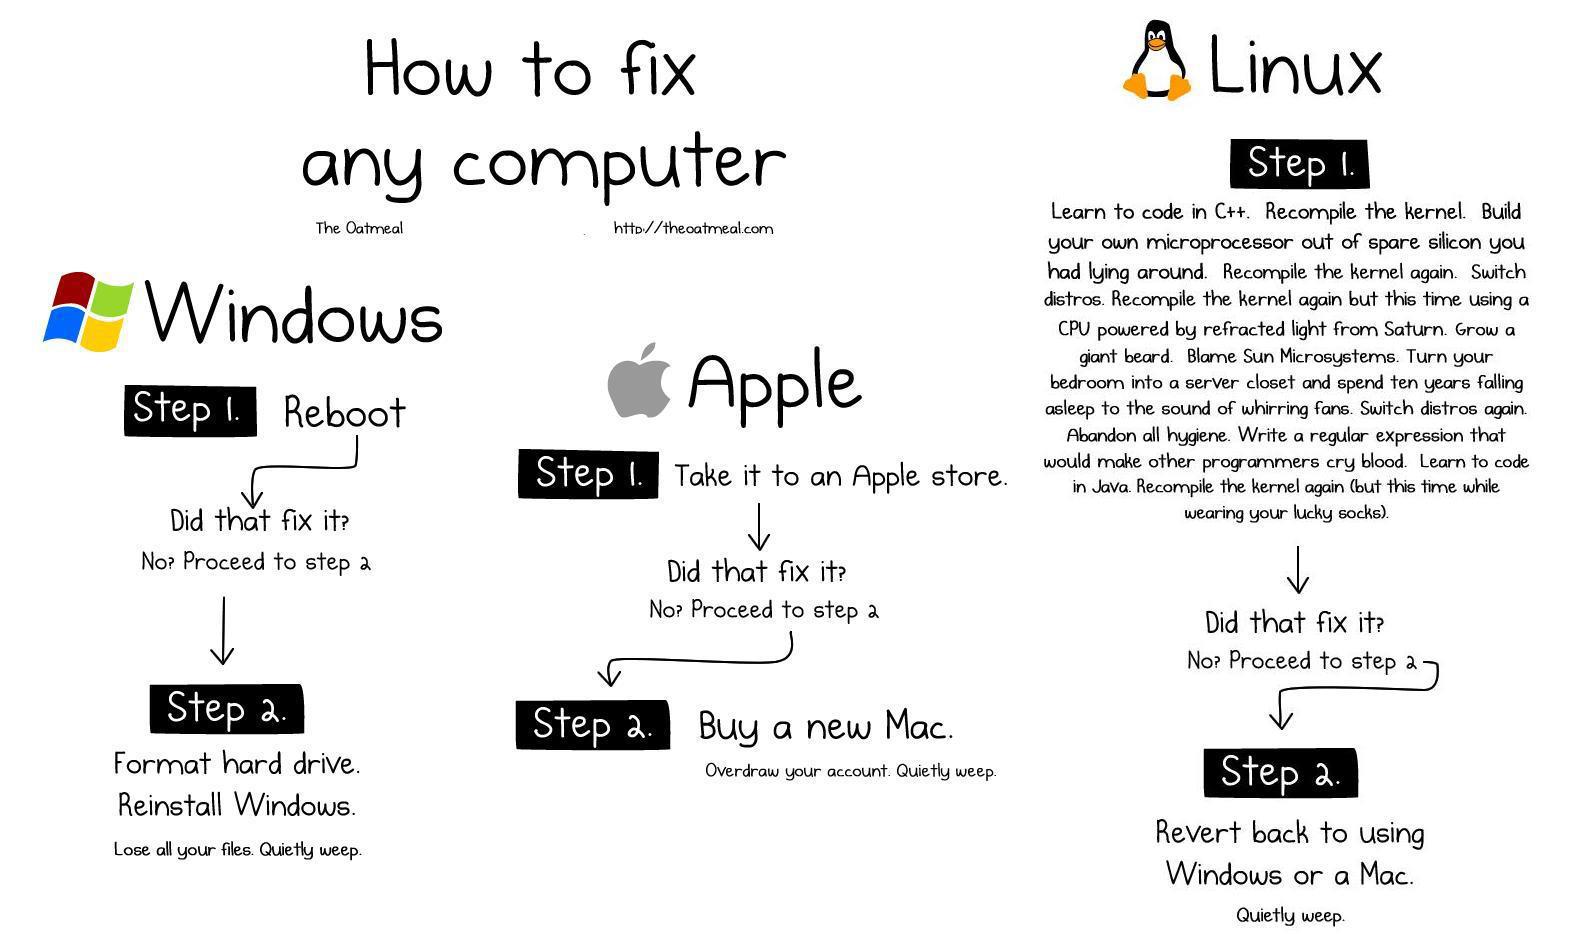 How to fix
any computer
The Oatmeal
http://theoatmeal.com
Windows
Step 1.
Reboot
Did that fix it?
No? Proceed to step 2
Step 2.
Format hard drive.
Reinstall Windows.
Lose all your files. Quietly weep.
Apple
Step 1.
Take it to an Apple store.
Did that fix it?
No? Proceed to step 2
Step 2.
Buy a new Mac.
Overdraw your account. Quietly weep.
Linux
Step 1.
Learn to code in C++. Recompile the kernel. Build
your own microprocessor out of spare silicon you
had lying around. Recompile the kernel again. Switch
distros. Recompile the kernel again but this time using a
CPU powered by refracted light from Saturn. Grow a
giant beard. Blame Sun Microsystems. Turn your
bedroom into a server closet and spend ten years falling
asleep to the sound of whirring fans. Switch distros again.
Abandon all hygiene. Write a regular expression that
would make other programmers cry blood. Learn to code
in Java. Recompile the kernel again (but this time while
wearing your lucky socks).
Did that fix it?
No? Proceed to step 2
Step 2.
Revert back to using
Windows or a Mac.
Quietly weep.